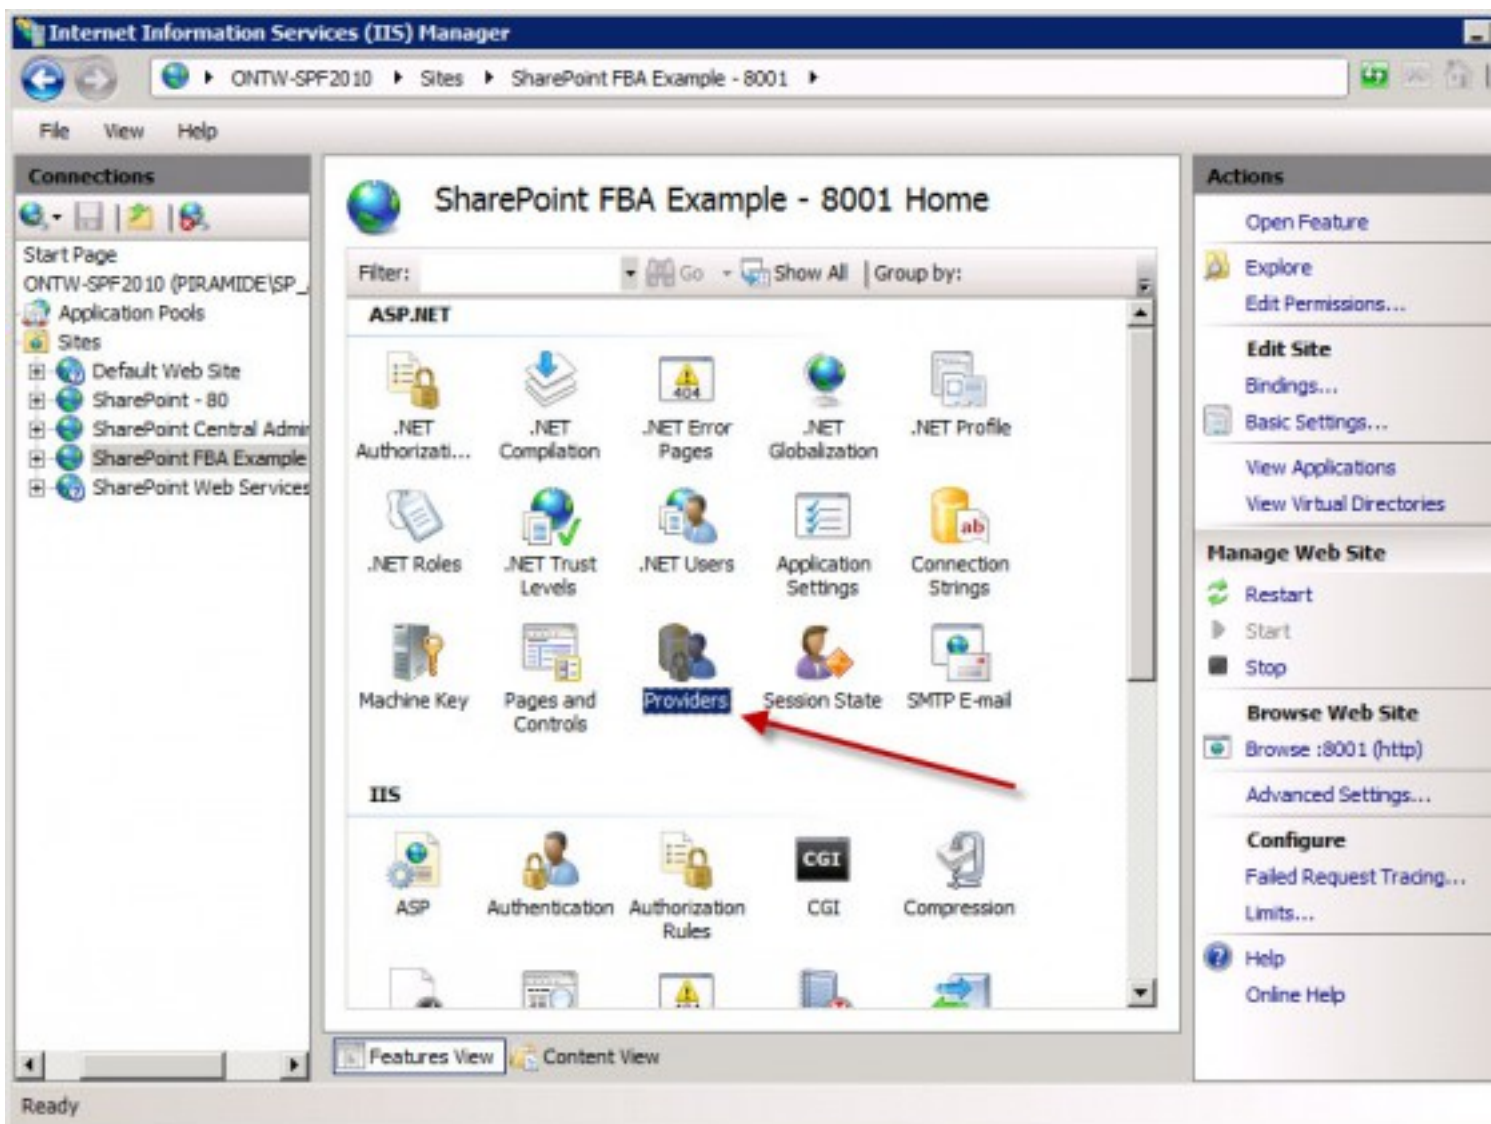 Internet Information Services (IIS) Manager
ONTW-SPF2010 Sites SharePoint FBA Example - 8001
File View Help
Connections
Start Page
ONTW-SPF2010 (PIRAMIDE\SP_
Application Pools
Sites
Default Web Site
SharePoint - 80
SharePoint Central Admir
SharePoint FBA Example
SharePoint Web Services
SharePoint FBA Example - 8001 Home
Filter: Go Show All Group by:
ASP.NET
404
.NET Authorizati...
.NET Compilation
.NET Error Pages
.NET Globalization
.NET Profile
ab
.NET Roles
.NET Trust Levels
.NET Users
Application Settings
Connection Strings
Machine Key
Pages and Controls
Providers
Session State
SMTP E-mail
IIS
CGI
ASP
Authentication
Authorization Rules
CGI
Compression
Features View Content View
Ready
Actions
Open Feature
Explore
Edit Permissions...
Edit Site
Bindings...
Basic Settings...
View Applications
View Virtual Directories
Manage Web Site
Restart
Start
Stop
Browse Web Site
Browse :8001 (http)
Advanced Settings...
Configure
Failed Request Tracing...
Limits...
Help
Online Help